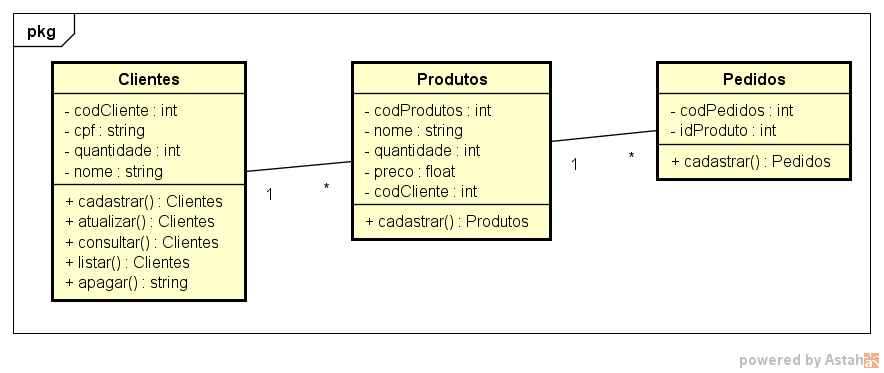 pkg
Clientes
- codCliente : int
- cpf : string
- quantidade : int
- nome : string
+ cadastrar() : Clientes
+ atualizar() : Clientes
+ consultar() : Clientes
+ listar() : Clientes
+ apagar() : string
1
*
Produtos
- codProdutos : int
- nome : string
- quantidade : int
- preco : float
- codCliente : int
+ cadastrar() : Produtos
1
*
Pedidos
- codPedidos : int
- idProduto : int
+ cadastrar() : Pedidos
powered by Astah